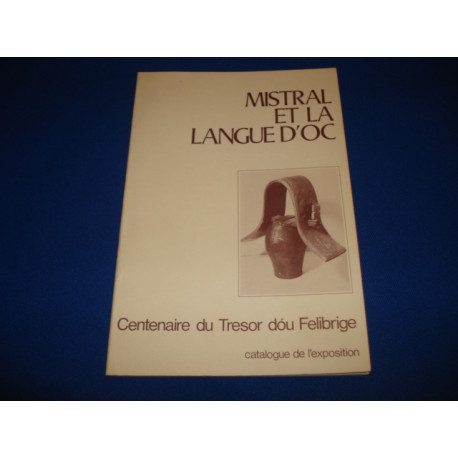 MISTRAL
ET LA
LANGUE D'OC
Centenaire du Tresor dóu Felibrige
catalogue de l'exposition